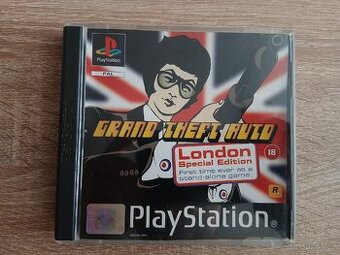 PlayStation
PAL
GRAND THEFT AUTO
London
Special Edition
First time ever as a
stand-alone game
18
R
PlayStation®